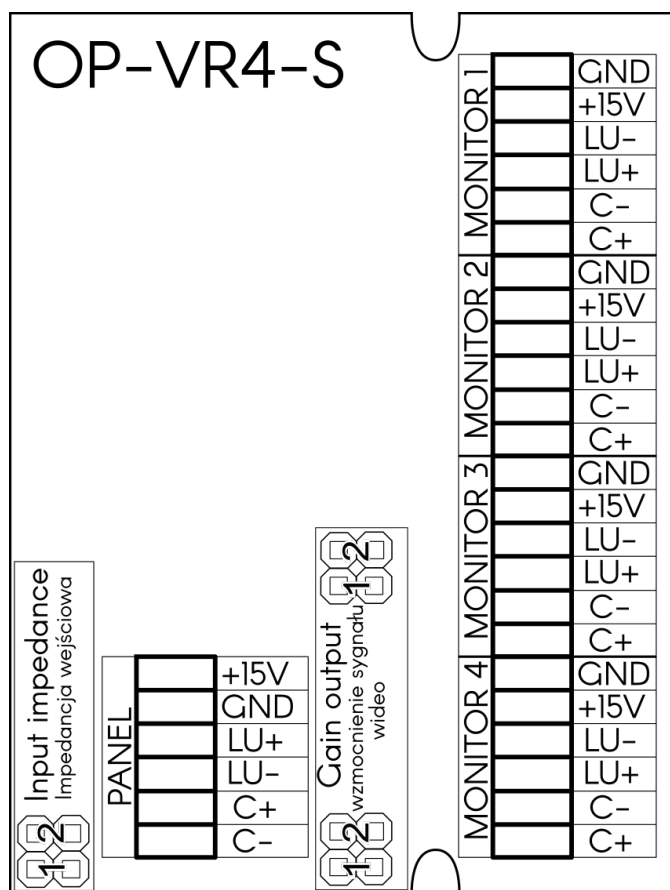 OP-VR4-S
MONITOR 1
GND
+15V
LU-
LU+
C-
C+
MONITOR 2
GND
+15V
LU-
LU+
C-
C+
MONITOR 3
GND
+15V
LU-
LU+
C-
C+
MONITOR 4
GND
+15V
LU-
LU+
C-
C+
Input impedance
Impedancja wejściowa
1 2
PANEL
+15V
GND
LU+
LU-
C+
C-
1 2
Gain output
wzmocnienie sygnału
wideo
1 2